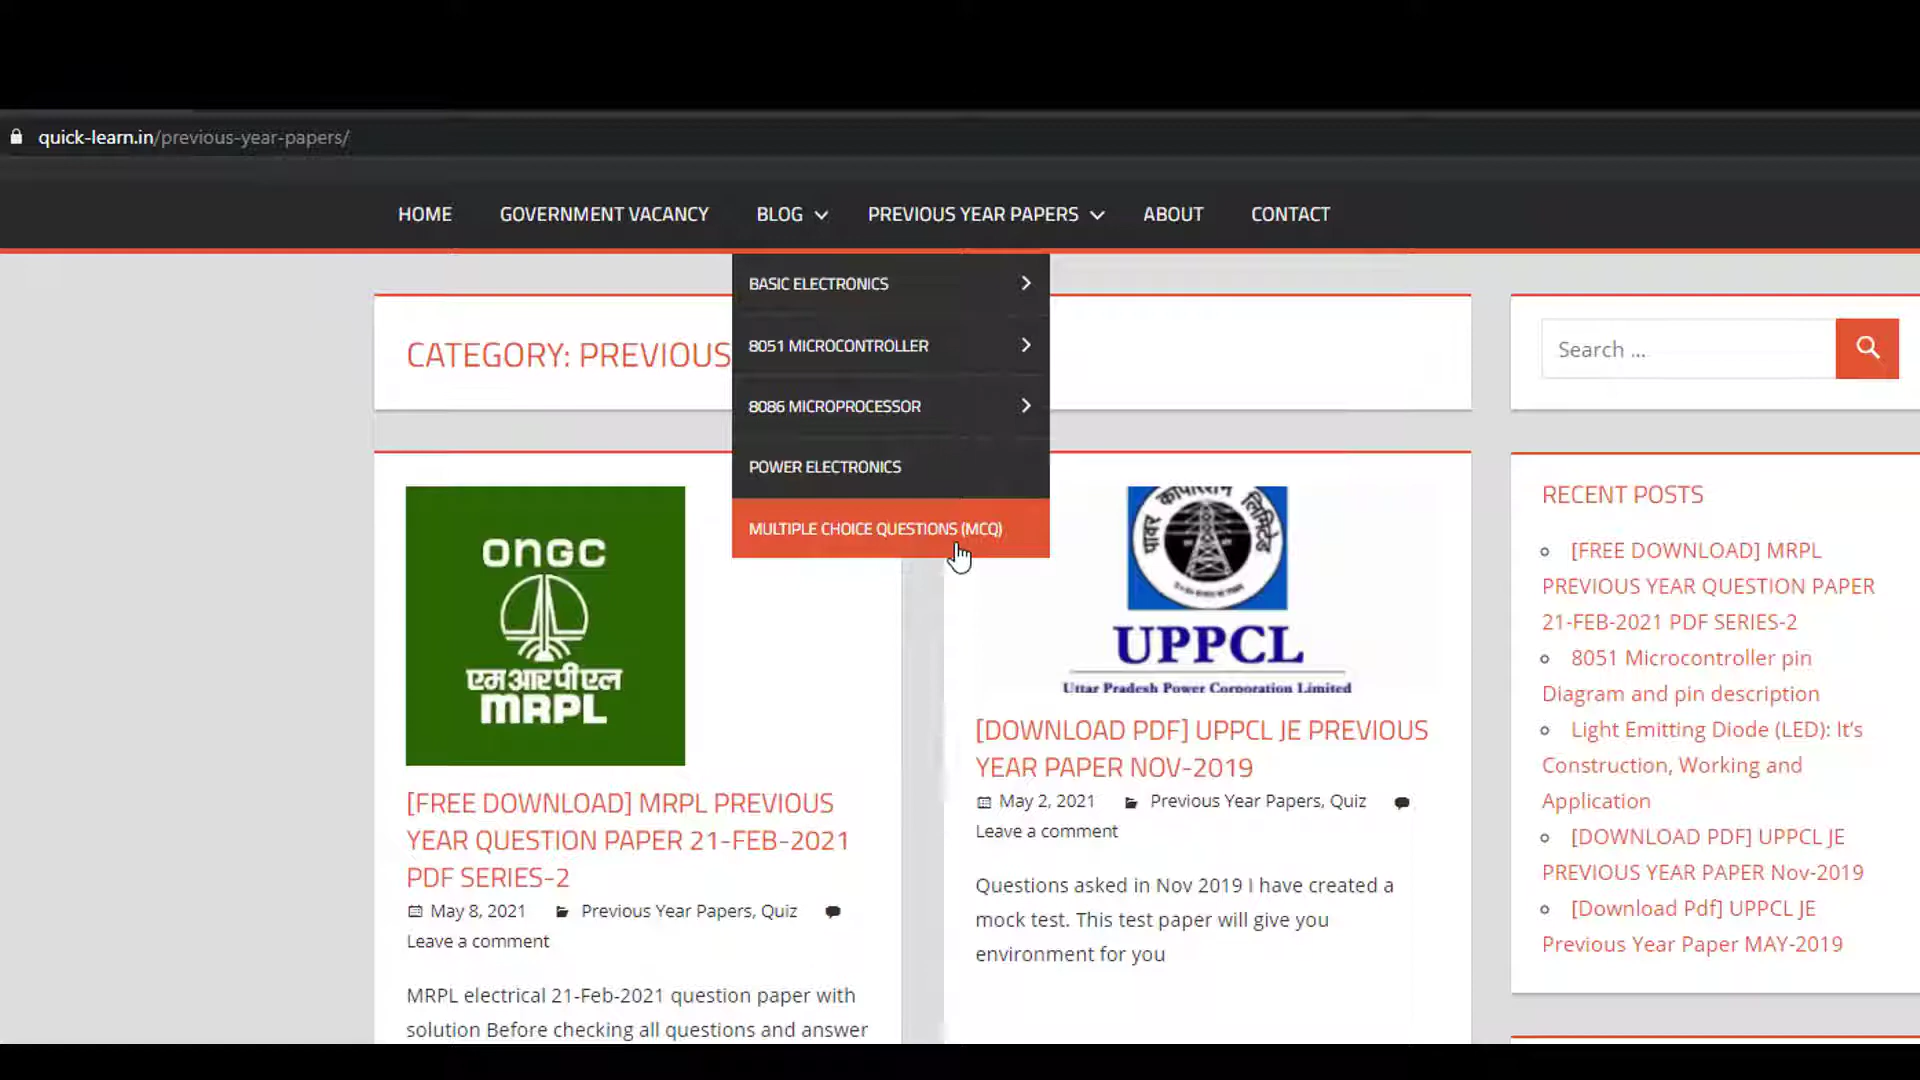 quick-learn.in/previous-year-papers/
HOME GOVERNMENT VACANCY BLOG PREVIOUS YEAR PAPERS ABOUT CONTACT
BASIC ELECTRONICS
8051 MICROCONTROLLER
8086 MICROPROCESSOR
POWER ELECTRONICS
MULTIPLE CHOICE QUESTIONS (MCQ)
CATEGORY: PREVIOUS
ONGC
एमआरपीएल
MRPL
[FREE DOWNLOAD] MRPL PREVIOUS
YEAR QUESTION PAPER 21-FEB-2021
PDF SERIES-2
May 8, 2021 Previous Year Papers, Quiz
Leave a comment
MRPL electrical 21-Feb-2021 question paper with
solution Before checking all questions and answer
पावर लिमिटेड
UPPCL
Uttar Pradesh Power Corporation Limited
[DOWNLOAD PDF] UPPCL JE PREVIOUS
YEAR PAPER NOV-2019
May 2, 2021 Previous Year Papers, Quiz
Leave a comment
Questions asked in Nov 2019 I have created a
mock test. This test paper will give you
environment for you
Search ...
RECENT POSTS
[FREE DOWNLOAD] MRPL
PREVIOUS YEAR QUESTION PAPER
21-FEB-2021 PDF SERIES-2
8051 Microcontroller pin
Diagram and pin description
Light Emitting Diode (LED): It’s
Construction, Working and
Application
[DOWNLOAD PDF] UPPCL JE
PREVIOUS YEAR PAPER Nov-2019
[Download Pdf] UPPCL JE
Previous Year Paper MAY-2019